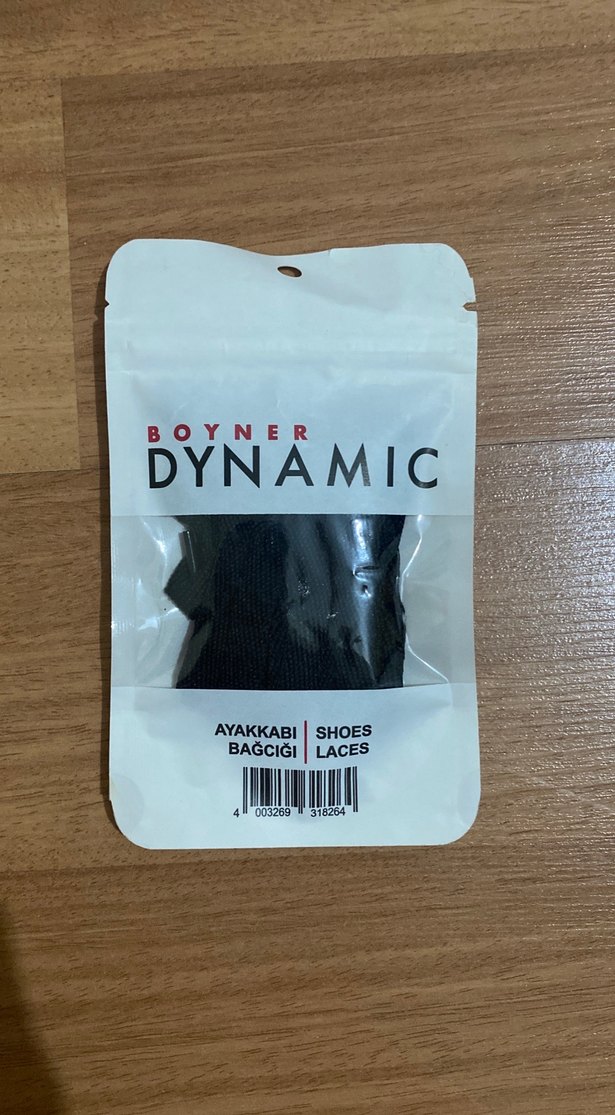 BOYNER
DYNAMIC
AYAKKABI
BAĞCIĞI
SHOES
LACES
4 003269 318264